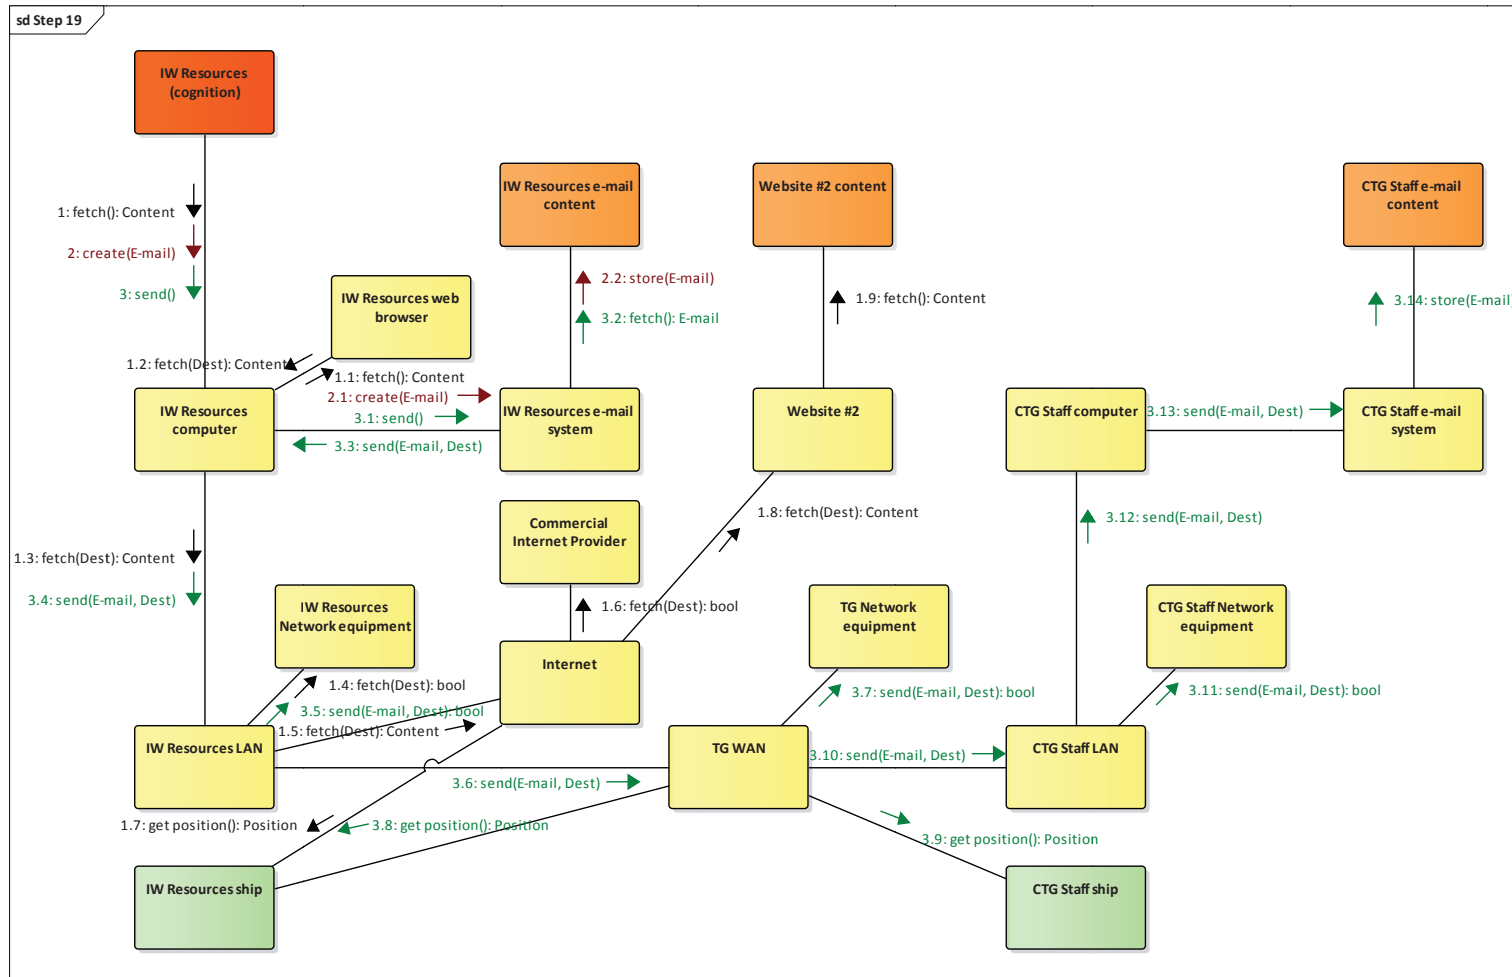 sd Step 19
IW Resources
(cognition)
IW Resources e-mail
content
Website #2 content
CTG Staff e-mail
content
1: fetch(): Content
2: create(E-mail)
3: send()
2.2: store(E-mail)
3.2: fetch(): E-mail
1.9: fetch(): Content
3.14: store(E-mail)
IW Resources web
browser
1.2: fetch(Dest): Content
1.1: fetch(): Content
2.1: create(E-mail)
3.1: send()
3.3: send(E-mail, Dest)
IW Resources
computer
IW Resources e-mail
system
Website #2
CTG Staff computer
3.13: send(E-mail, Dest)
CTG Staff e-mail
system
Commercial
Internet Provider
1.8: fetch(Dest): Content
3.12: send(E-mail, Dest)
1.3: fetch(Dest): Content
3.4: send(E-mail, Dest)
IW Resources
Network equipment
1.6: fetch(Dest): bool
TG Network
equipment
CTG Staff Network
equipment
Internet
1.4: fetch(Dest): bool
3.5: send(E-mail, Dest): bool
1.5: fetch(Dest): Content
3.7: send(E-mail, Dest): bool
3.11: send(E-mail, Dest): bool
IW Resources LAN
TG WAN
3.10: send(E-mail, Dest)
CTG Staff LAN
3.6: send(E-mail, Dest)
1.7: get position(): Position
3.8: get position(): Position
3.9: get position(): Position
IW Resources ship
CTG Staff ship